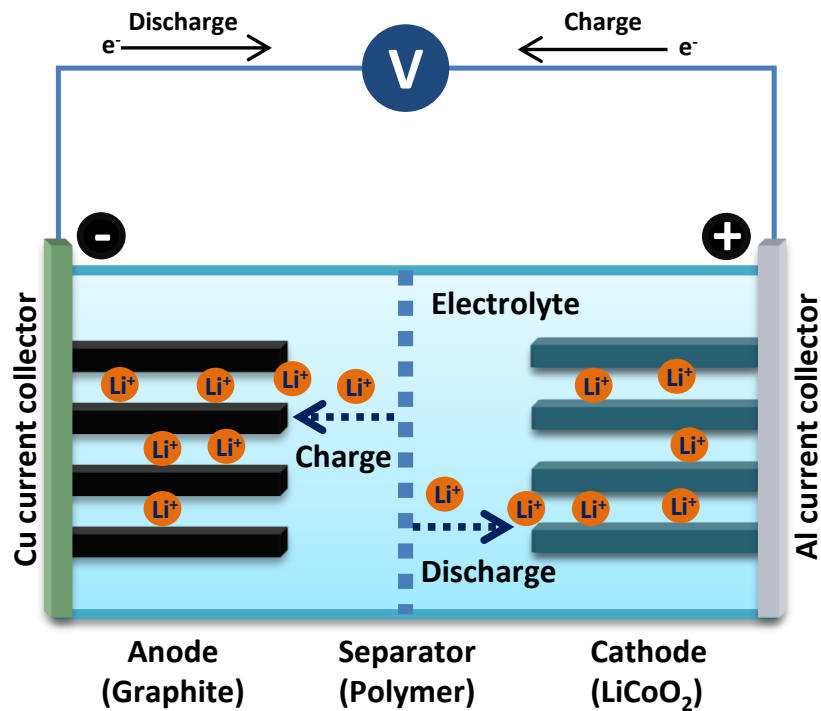 Discharge
e-
Charge
e-
V
-
+
Cu current collector
Electrolyte
Al current collector
Li+
Li+
Li+
Li+
Li+
Li+
Li+
Charge
Li+
Li+
Li+
Li+
Li+
Li+
Li+
Discharge
Anode
(Graphite)
Separator
(Polymer)
Cathode
(LiCoO2)